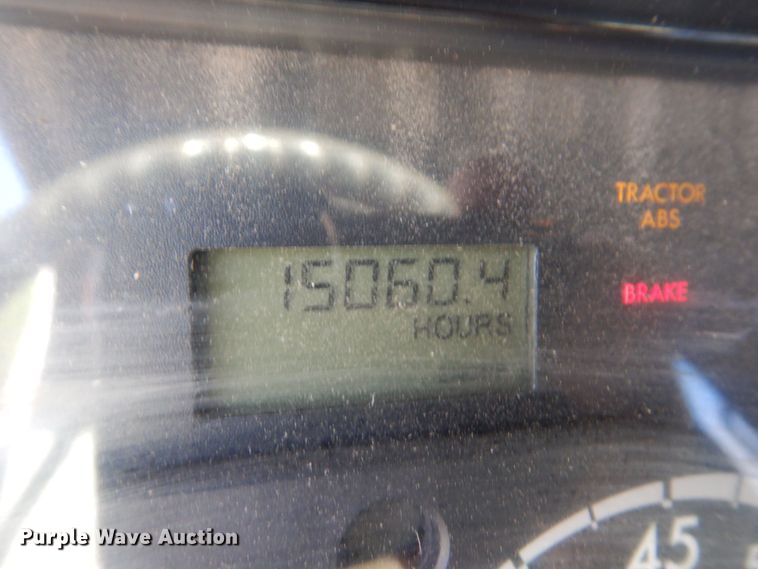 TRACTOR
ABS
15060.4
BRAKE
HOURS
45
Purple Wave Auction